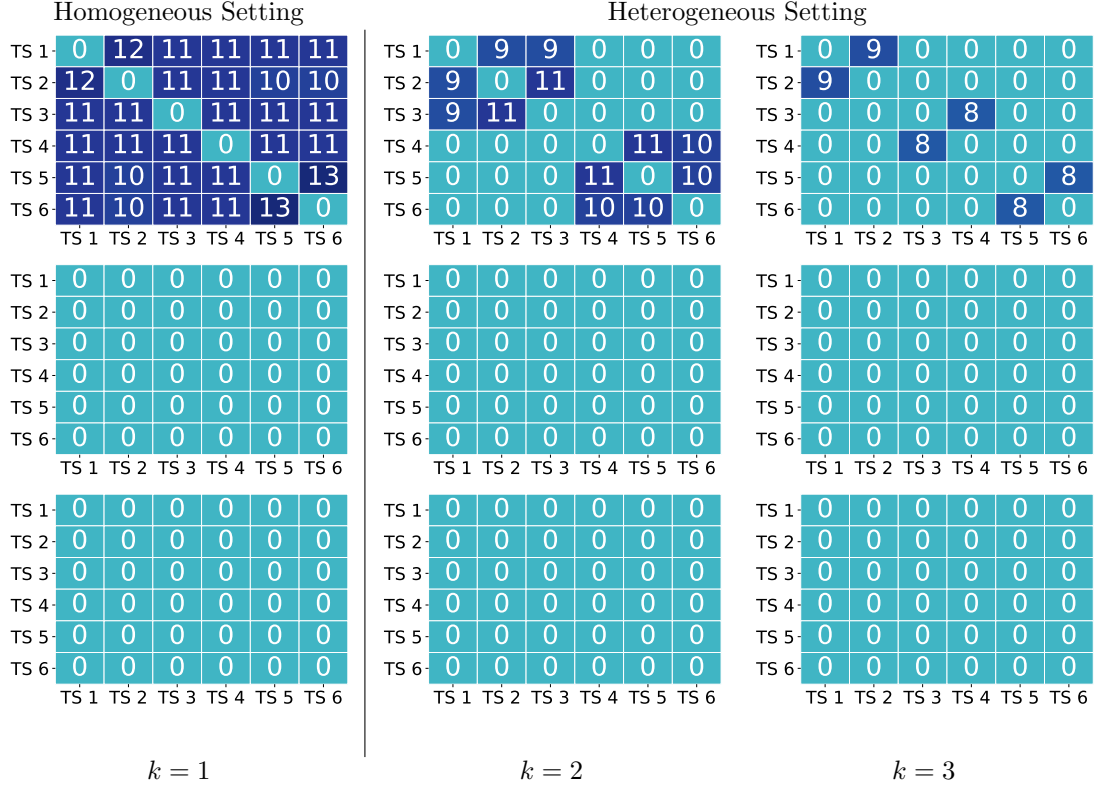 Homogeneous Setting Heterogeneous Setting
TS 1 0 12 11 11 11 11 0 9 9 0 0 0 TS 1 0 9 0 0 0 0
TS 2 12 0 11 11 10 10 9 0 11 0 0 0 TS 2 9 0 0 0 0 0
TS 3 11 11 0 11 11 11 9 11 0 0 0 0 TS 3 0 0 0 8 0 0
TS 4 11 11 11 0 11 11 TS 4 0 0 0 0 11 10 TS 4 0 0 8 0 0 0
TS 5 11 10 11 11 0 13 TS 5 0 0 0 11 0 10 TS 5 0 0 0 0 0 8
TS 6 11 10 11 11 13 0 TS 6 0 0 0 10 10 0 TS 6 0 0 0 0 8 0
TS 1 TS 2 TS 3 TS 4 TS 5 TS 6 TS 1 TS 2 TS 3 TS 4 TS 5 TS 6 TS 1 TS 2 TS 3 TS 4 TS 5 TS 6
TS 1 0 0 0 0 0 0 TS 1 0 0 0 0 0 0 TS 1 0 0 0 0 0 0
TS 2 0 0 0 0 0 0 TS 2 0 0 0 0 0 0 TS 2 0 0 0 0 0 0
TS 3 0 0 0 0 0 0 TS 3 0 0 0 0 0 0 TS 3 0 0 0 0 0 0
TS 4 0 0 0 0 0 0 TS 4 0 0 0 0 0 0 TS 4 0 0 0 0 0 0
TS 5 0 0 0 0 0 0 TS 5 0 0 0 0 0 0 TS 5 0 0 0 0 0 0
TS 6 0 0 0 0 0 0 TS 6 0 0 0 0 0 0 TS 6 0 0 0 0 0 0
TS 1 TS 2 TS 3 TS 4 TS 5 TS 6 TS 1 TS 2 TS 3 TS 4 TS 5 TS 6 TS 1 TS 2 TS 3 TS 4 TS 5 TS 6
TS 1 0 0 0 0 0 0 TS 1 0 0 0 0 0 0 TS 1 0 0 0 0 0 0
TS 2 0 0 0 0 0 0 TS 2 0 0 0 0 0 0 TS 2 0 0 0 0 0 0
TS 3 0 0 0 0 0 0 TS 3 0 0 0 0 0 0 TS 3 0 0 0 0 0 0
TS 4 0 0 0 0 0 0 TS 4 0 0 0 0 0 0 TS 4 0 0 0 0 0 0
TS 5 0 0 0 0 0 0 TS 5 0 0 0 0 0 0 TS 5 0 0 0 0 0 0
TS 6 0 0 0 0 0 0 TS 6 0 0 0 0 0 0 TS 6 0 0 0 0 0 0
TS 1 TS 2 TS 3 TS 4 TS 5 TS 6 TS 1 TS 2 TS 3 TS 4 TS 5 TS 6 TS 1 TS 2 TS 3 TS 4 TS 5 TS 6
k = 1 k = 2 k = 3